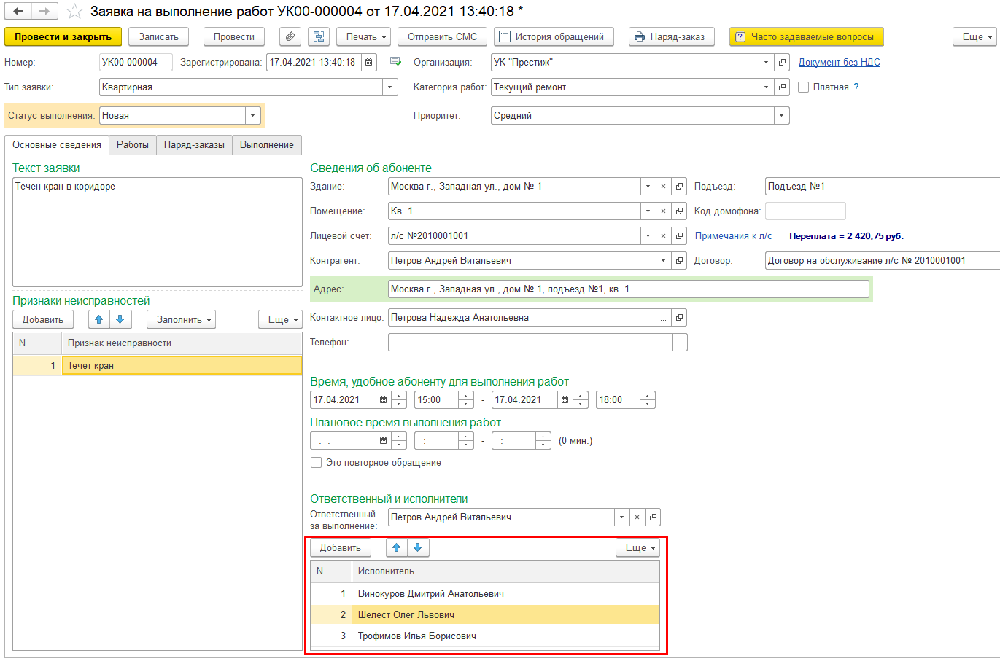 Заявка на выполнение работ УК00-000004 от 17.04.2021 13:40:18 *
Провести и закрыть Записать Провести Печать Отправить СМС История обращений Наряд-заказ ? Часто задаваемые вопросы Еще
Номер: УК00-000004 Зарегистрирована: 17.04.2021 13:40:18 Организация: УК "Престиж" Документ без НДС
Тип заявки: Квартирная Категория работ: Текущий ремонт Платная ?
Статус выполнения: Новая Приоритет: Средний
Основные сведения Работы Наряд-заказы Выполнение
Текст заявки
Течен кран в коридоре
Признаки неисправностей
Добавить Заполнить Еще
N Признак неисправности
1 Течет кран
Сведения об абоненте
Здание: Москва г., Западная ул., дом № 1 Подъезд: Подъезд №1
Помещение: Кв. 1 Код домофона:
Лицевой счет: л/с №2010001001 Примечания к л/с Переплата = 2 420,75 руб.
Контрагент: Петров Андрей Витальевич Договор: Договор на обслуживание л/с № 2010001001
Адрес: Москва г., Западная ул., дом № 1, подъезд №1, кв. 1
Контактное лицо: Петрова Надежда Анатольевна ...
Телефон: ...
Время, удобное абоненту для выполнения работ
17.04.2021 15:00 - 17.04.2021 18:00
Плановое время выполнения работ
. . : - : (0 мин.)
Это повторное обращение
Ответственный и исполнители
Ответственный
за выполнение: Петров Андрей Витальевич
Добавить Еще
N Исполнитель
1 Винокуров Дмитрий Анатольевич
2 Шелест Олег Львович
3 Трофимов Илья Борисович